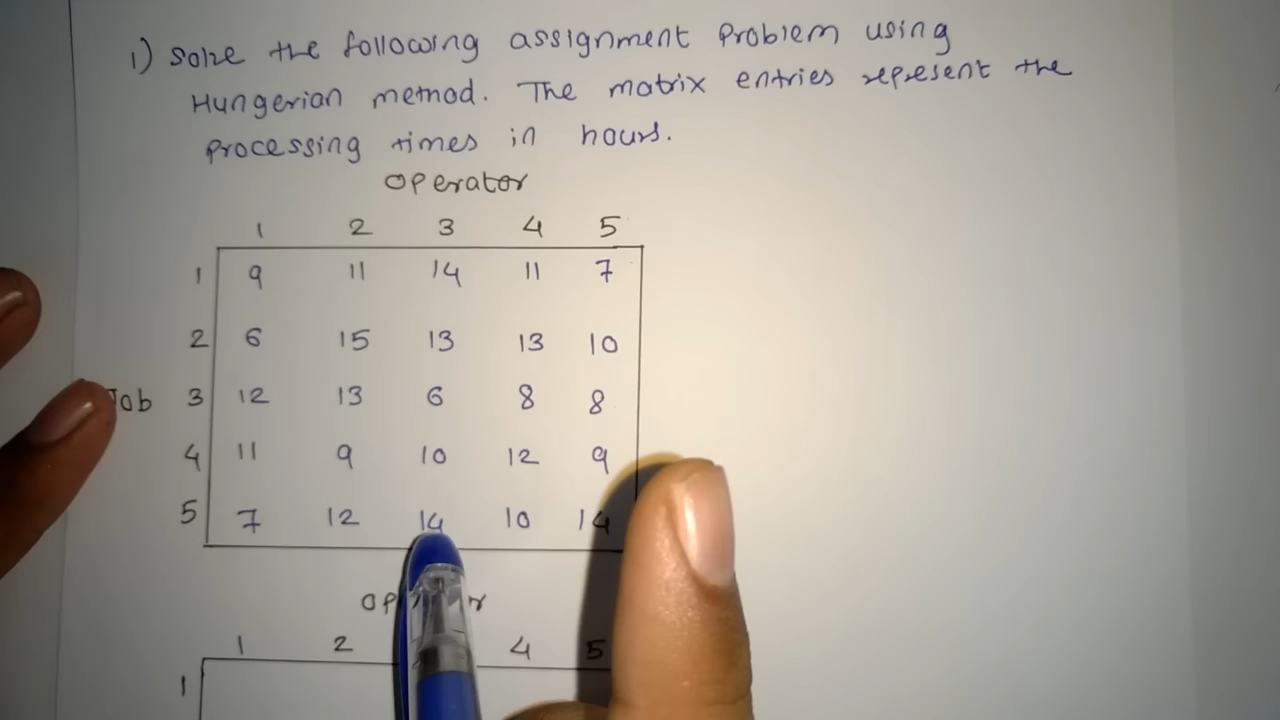 1) Solve the following assignment problem using
Hungerian method. The matrix entries represent the
processing times in hours.
Operator
1 2 3 4 5
1 9 11 14 11 7
2 6 15 13 13 10
Job 3 12 13 6 8 8
4 11 9 10 12 9
5 7 12 14 10 14
1 2 4 5
1